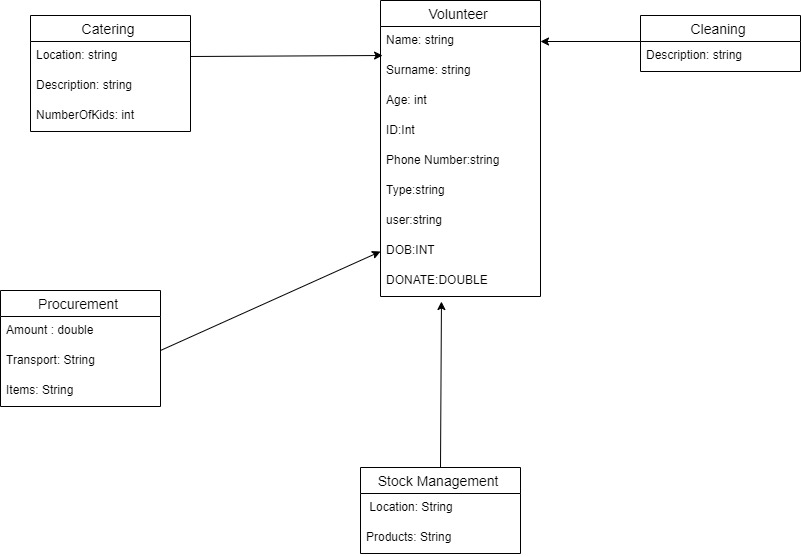 Catering
Location: string
Description: string
NumberOfKids: int
Volunteer
Name: string
Surname: string
Age: int
ID:Int
Phone Number:string
Type:string
user:string
DOB:INT
DONATE:DOUBLE
Cleaning
Description: string
Procurement
Amount : double
Transport: String
Items: String
Stock Management
Location: String
Products: String